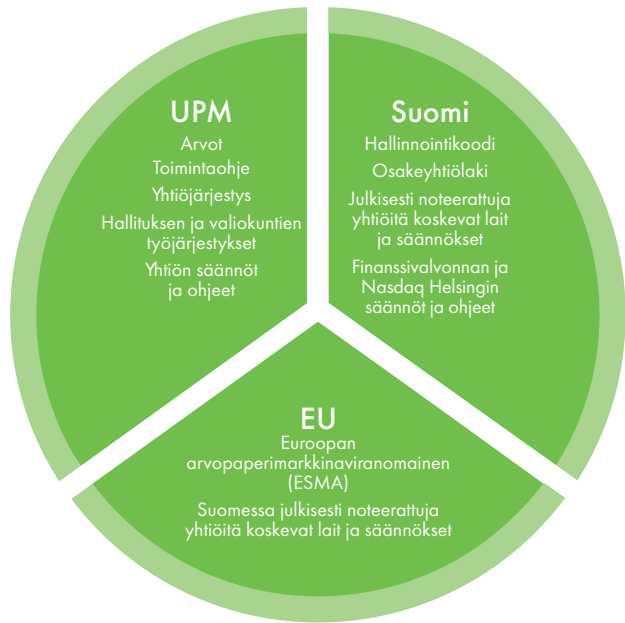 UPM
Arvot
Toimintaohje
Yhtiöjärjestys
Hallituksen ja valiokuntien
työjärjestykset
Yhtiön säännöt
ja ohjeet
Suomi
Hallinnointikoodi
Osakeyhtiölaki
Julkisesti noteerattuja
yhtiöitä koskevat lait
ja säännökset
Finanssivalvonnan ja
Nasdaq Helsingin
säännöt ja ohjeet
EU
Euroopan
arvopaperimarkkinaviranomainen
(ESMA)
Suomessa julkisesti noteerattuja
yhtiöitä koskevat lait ja säännökset